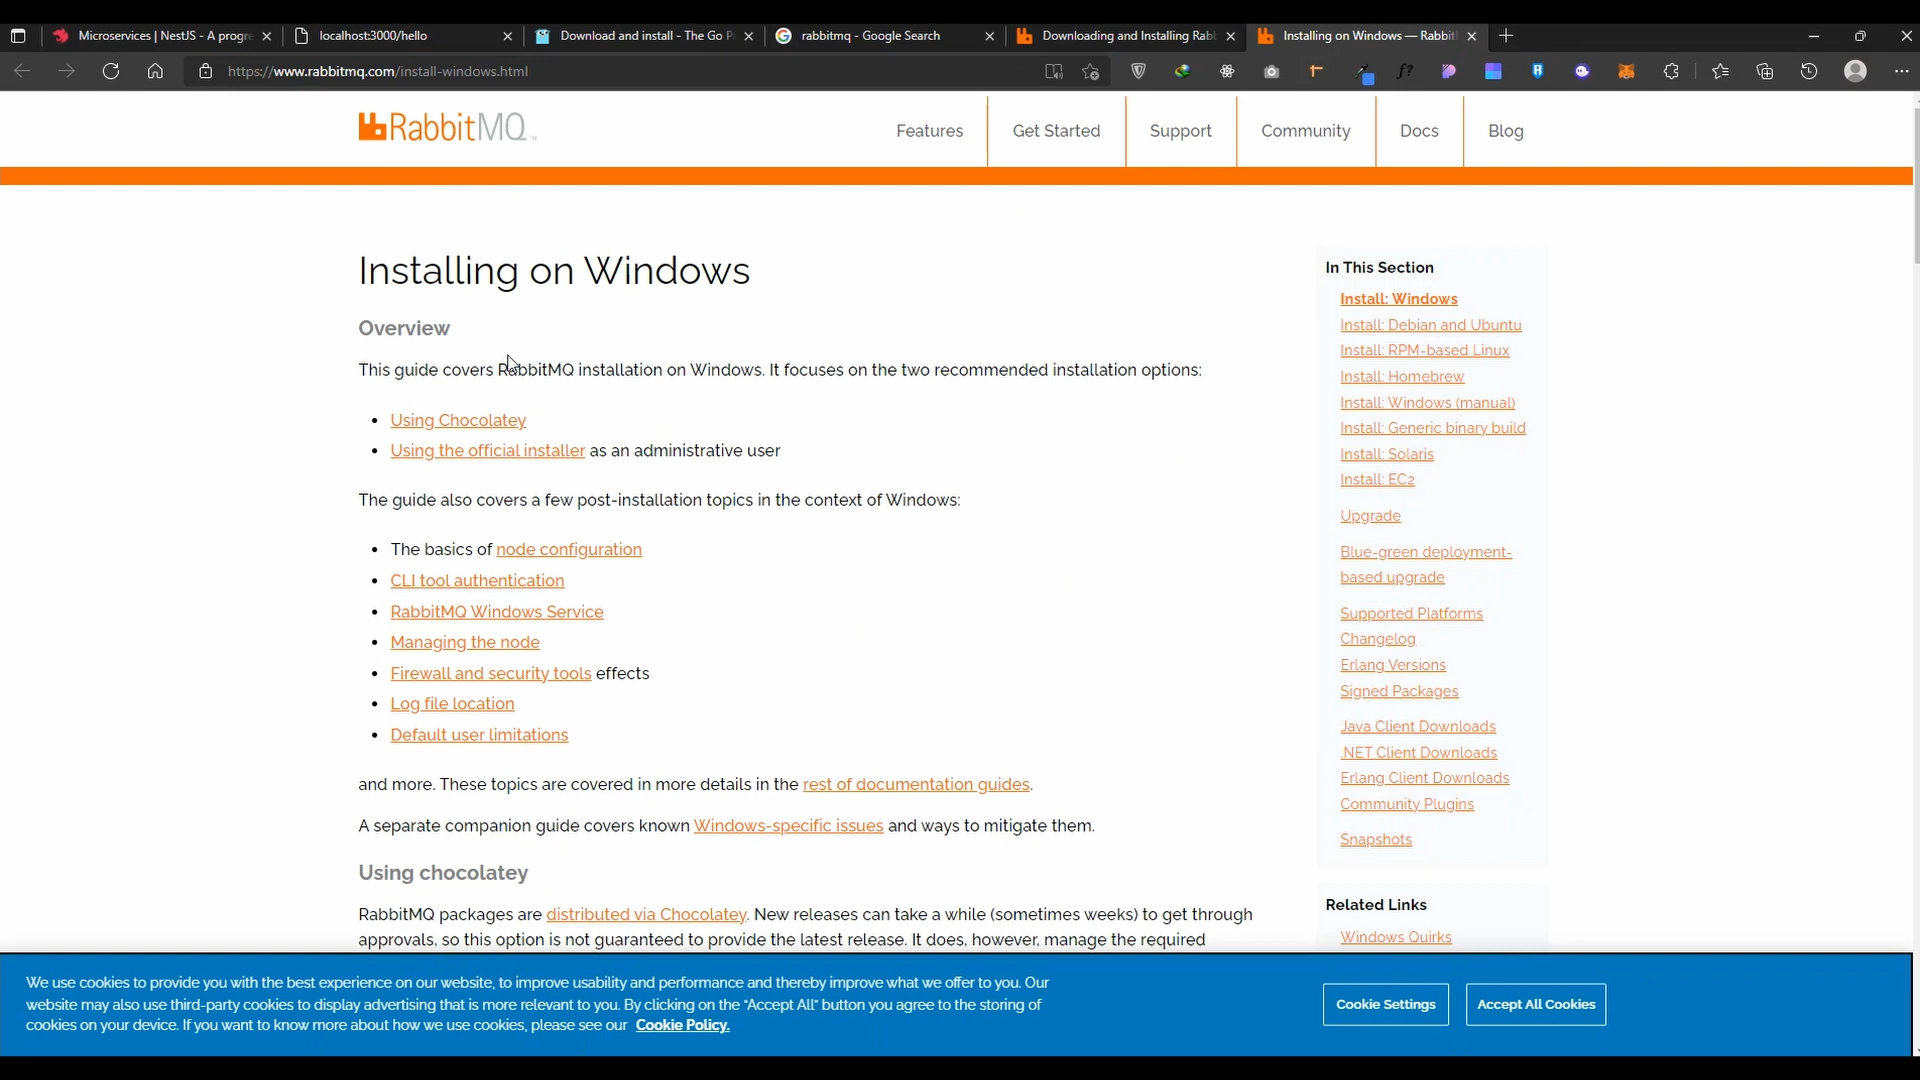 Microservices | NestJS - A progre
localhost:3000/hello
Download and install - The Go P
rabbitmq - Google Search
Downloading and Installing Rab
Installing on Windows — Rabbit
https://www.rabbitmq.com/install-windows.html
RabbitMQ
Features
Get Started
Support
Community
Docs
Blog
Installing on Windows
Overview
This guide covers RabbitMQ installation on Windows. It focuses on the two recommended installation options:
• Using Chocolatey
• Using the official installer as an administrative user
The guide also covers a few post-installation topics in the context of Windows:
• The basics of node configuration
• CLI tool authentication
• RabbitMQ Windows Service
• Managing the node
• Firewall and security tools effects
• Log file location
• Default user limitations
and more. These topics are covered in more details in the rest of documentation guides.
A separate companion guide covers known Windows-specific issues and ways to mitigate them.
Using chocolatey
RabbitMQ packages are distributed via Chocolatey. New releases can take a while (sometimes weeks) to get through
approvals, so this option is not guaranteed to provide the latest release. It does, however, manage the required
In This Section
Install: Windows
Install: Debian and Ubuntu
Install: RPM-based Linux
Install: Homebrew
Install: Windows (manual)
Install: Generic binary build
Install: Solaris
Install: EC2
Upgrade
Blue-green deployment-
based upgrade
Supported Platforms
Changelog
Erlang Versions
Signed Packages
Java Client Downloads
.NET Client Downloads
Erlang Client Downloads
Community Plugins
Snapshots
Related Links
Windows Quirks
We use cookies to provide you with the best experience on our website, to improve usability and performance and thereby improve what we offer to you. Our
website may also use third-party cookies to display advertising that is more relevant to you. By clicking on the "Accept All" button you agree to the storing of
cookies on your device. If you want to know more about how we use cookies, please see our Cookie Policy.
Cookie Settings
Accept All Cookies